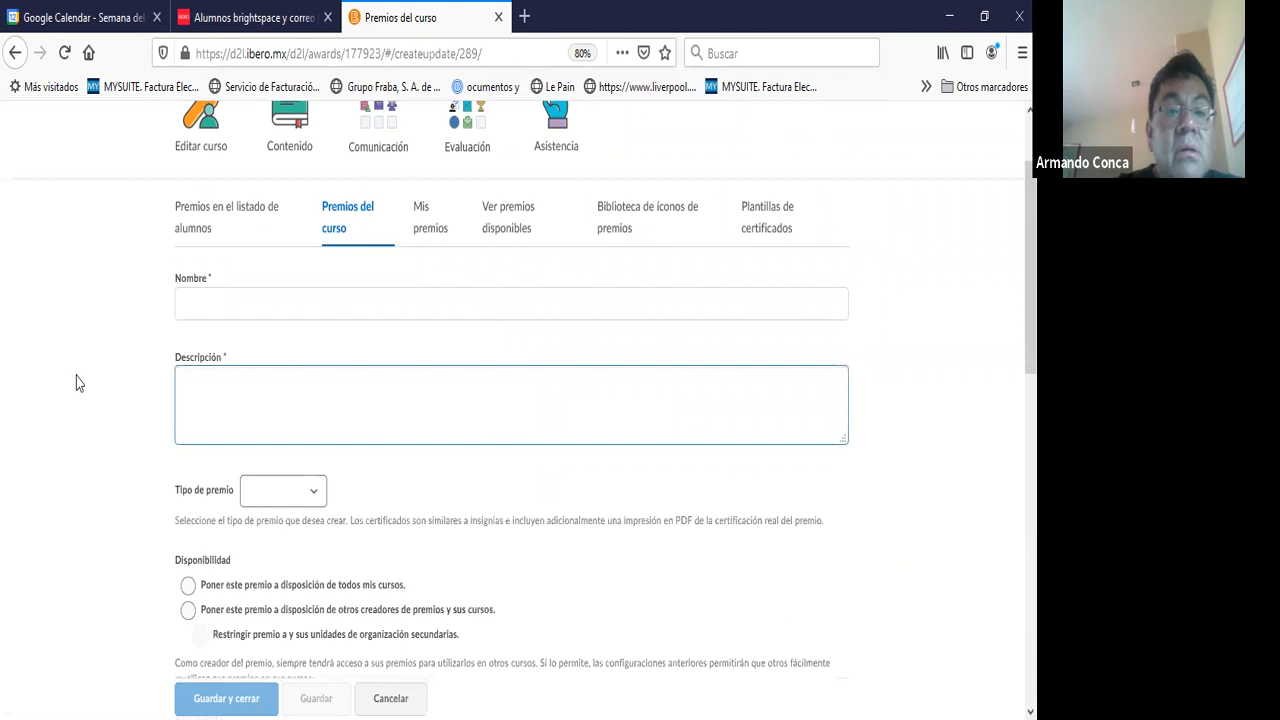 Google Calendar - Semana del
Alumnos brightspace y correo
Premios del curso
https://d2l.ibero.mx/d2l/awards/177923/#/createupdate/289/
80%
Buscar
Más visitados
MY MYSUITE. Factura Elec...
Servicio de Facturació...
Grupo Fraba, S. A. de ...
ocumentos y
Le Pain
https://www.liverpool....
MY MYSUITE. Factura Elec...
Otros marcadores
Editar curso
Contenido
Comunicación
Evaluación
Asistencia
Armando Conca
Premios en el listado de
alumnos
Premios del
curso
Mis
premios
Ver premios
disponibles
Biblioteca de íconos de
premios
Plantillas de
certificados
Nombre *
Descripción *
Tipo de premio
Seleccione el tipo de premio que desea crear. Los certificados son similares a insignias e incluyen adicionalmente una impresión en PDF de la certificación real del premio.
Disponibilidad
Poner este premio a disposición de todos mis cursos.
Poner este premio a disposición de otros creadores de premios y sus cursos.
Restringir premio a y sus unidades de organización secundarias.
Como creador del premio, siempre tendrá acceso a sus premios para utilizarlos en otros cursos. Si lo permite, las configuraciones anteriores permitirán que otros fácilmente
Guardar y cerrar
Guardar
Cancelar